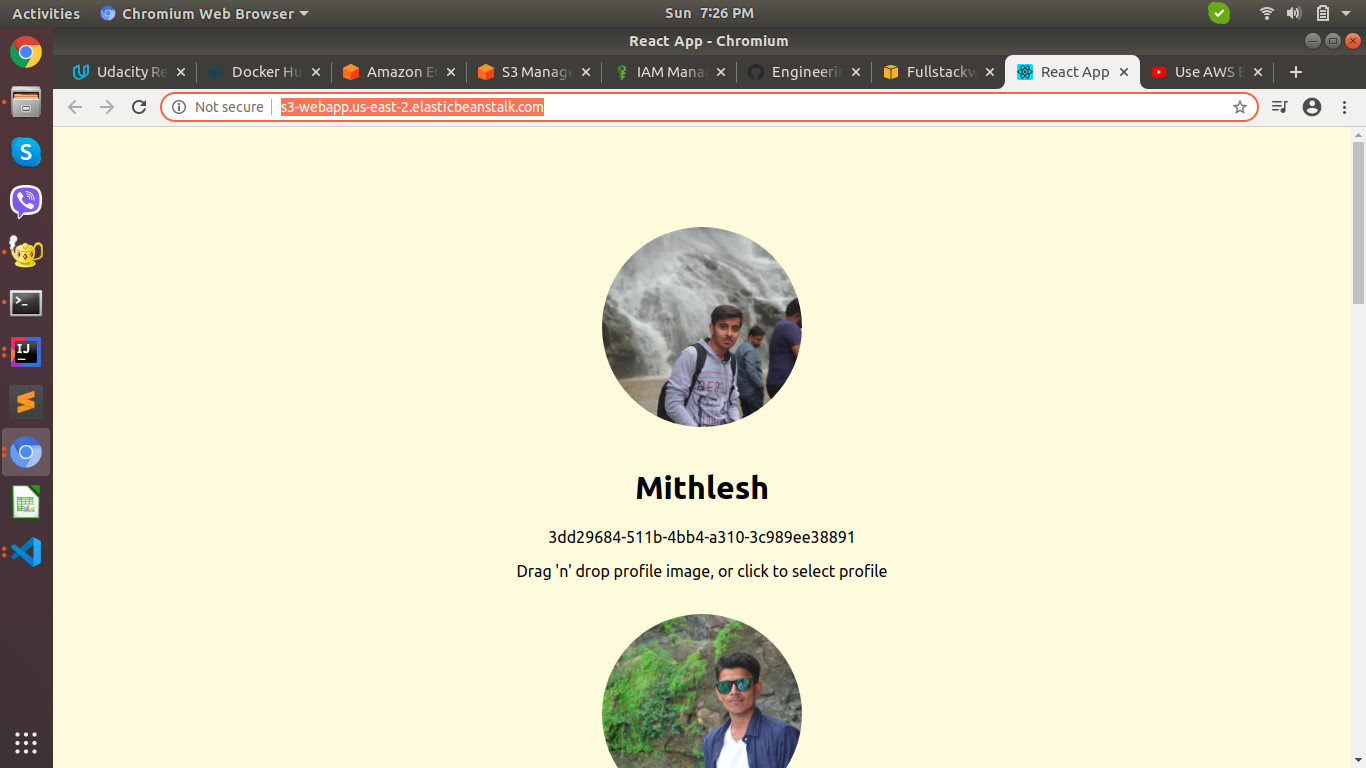 Activities
Chromium Web Browser
Sun 7:26 PM
React App - Chromium
Udacity Re
Docker Hu
Amazon E
S3 Manage
IAM Mana
Engineerin
Fullstackw
React App
Use AWS E
Not secure
s3-webapp.us-east-2.elasticbeanstalk.com
BERL
Mithlesh
3dd29684-511b-4bb4-a310-3c989ee38891
Drag 'n' drop profile image, or click to select profile